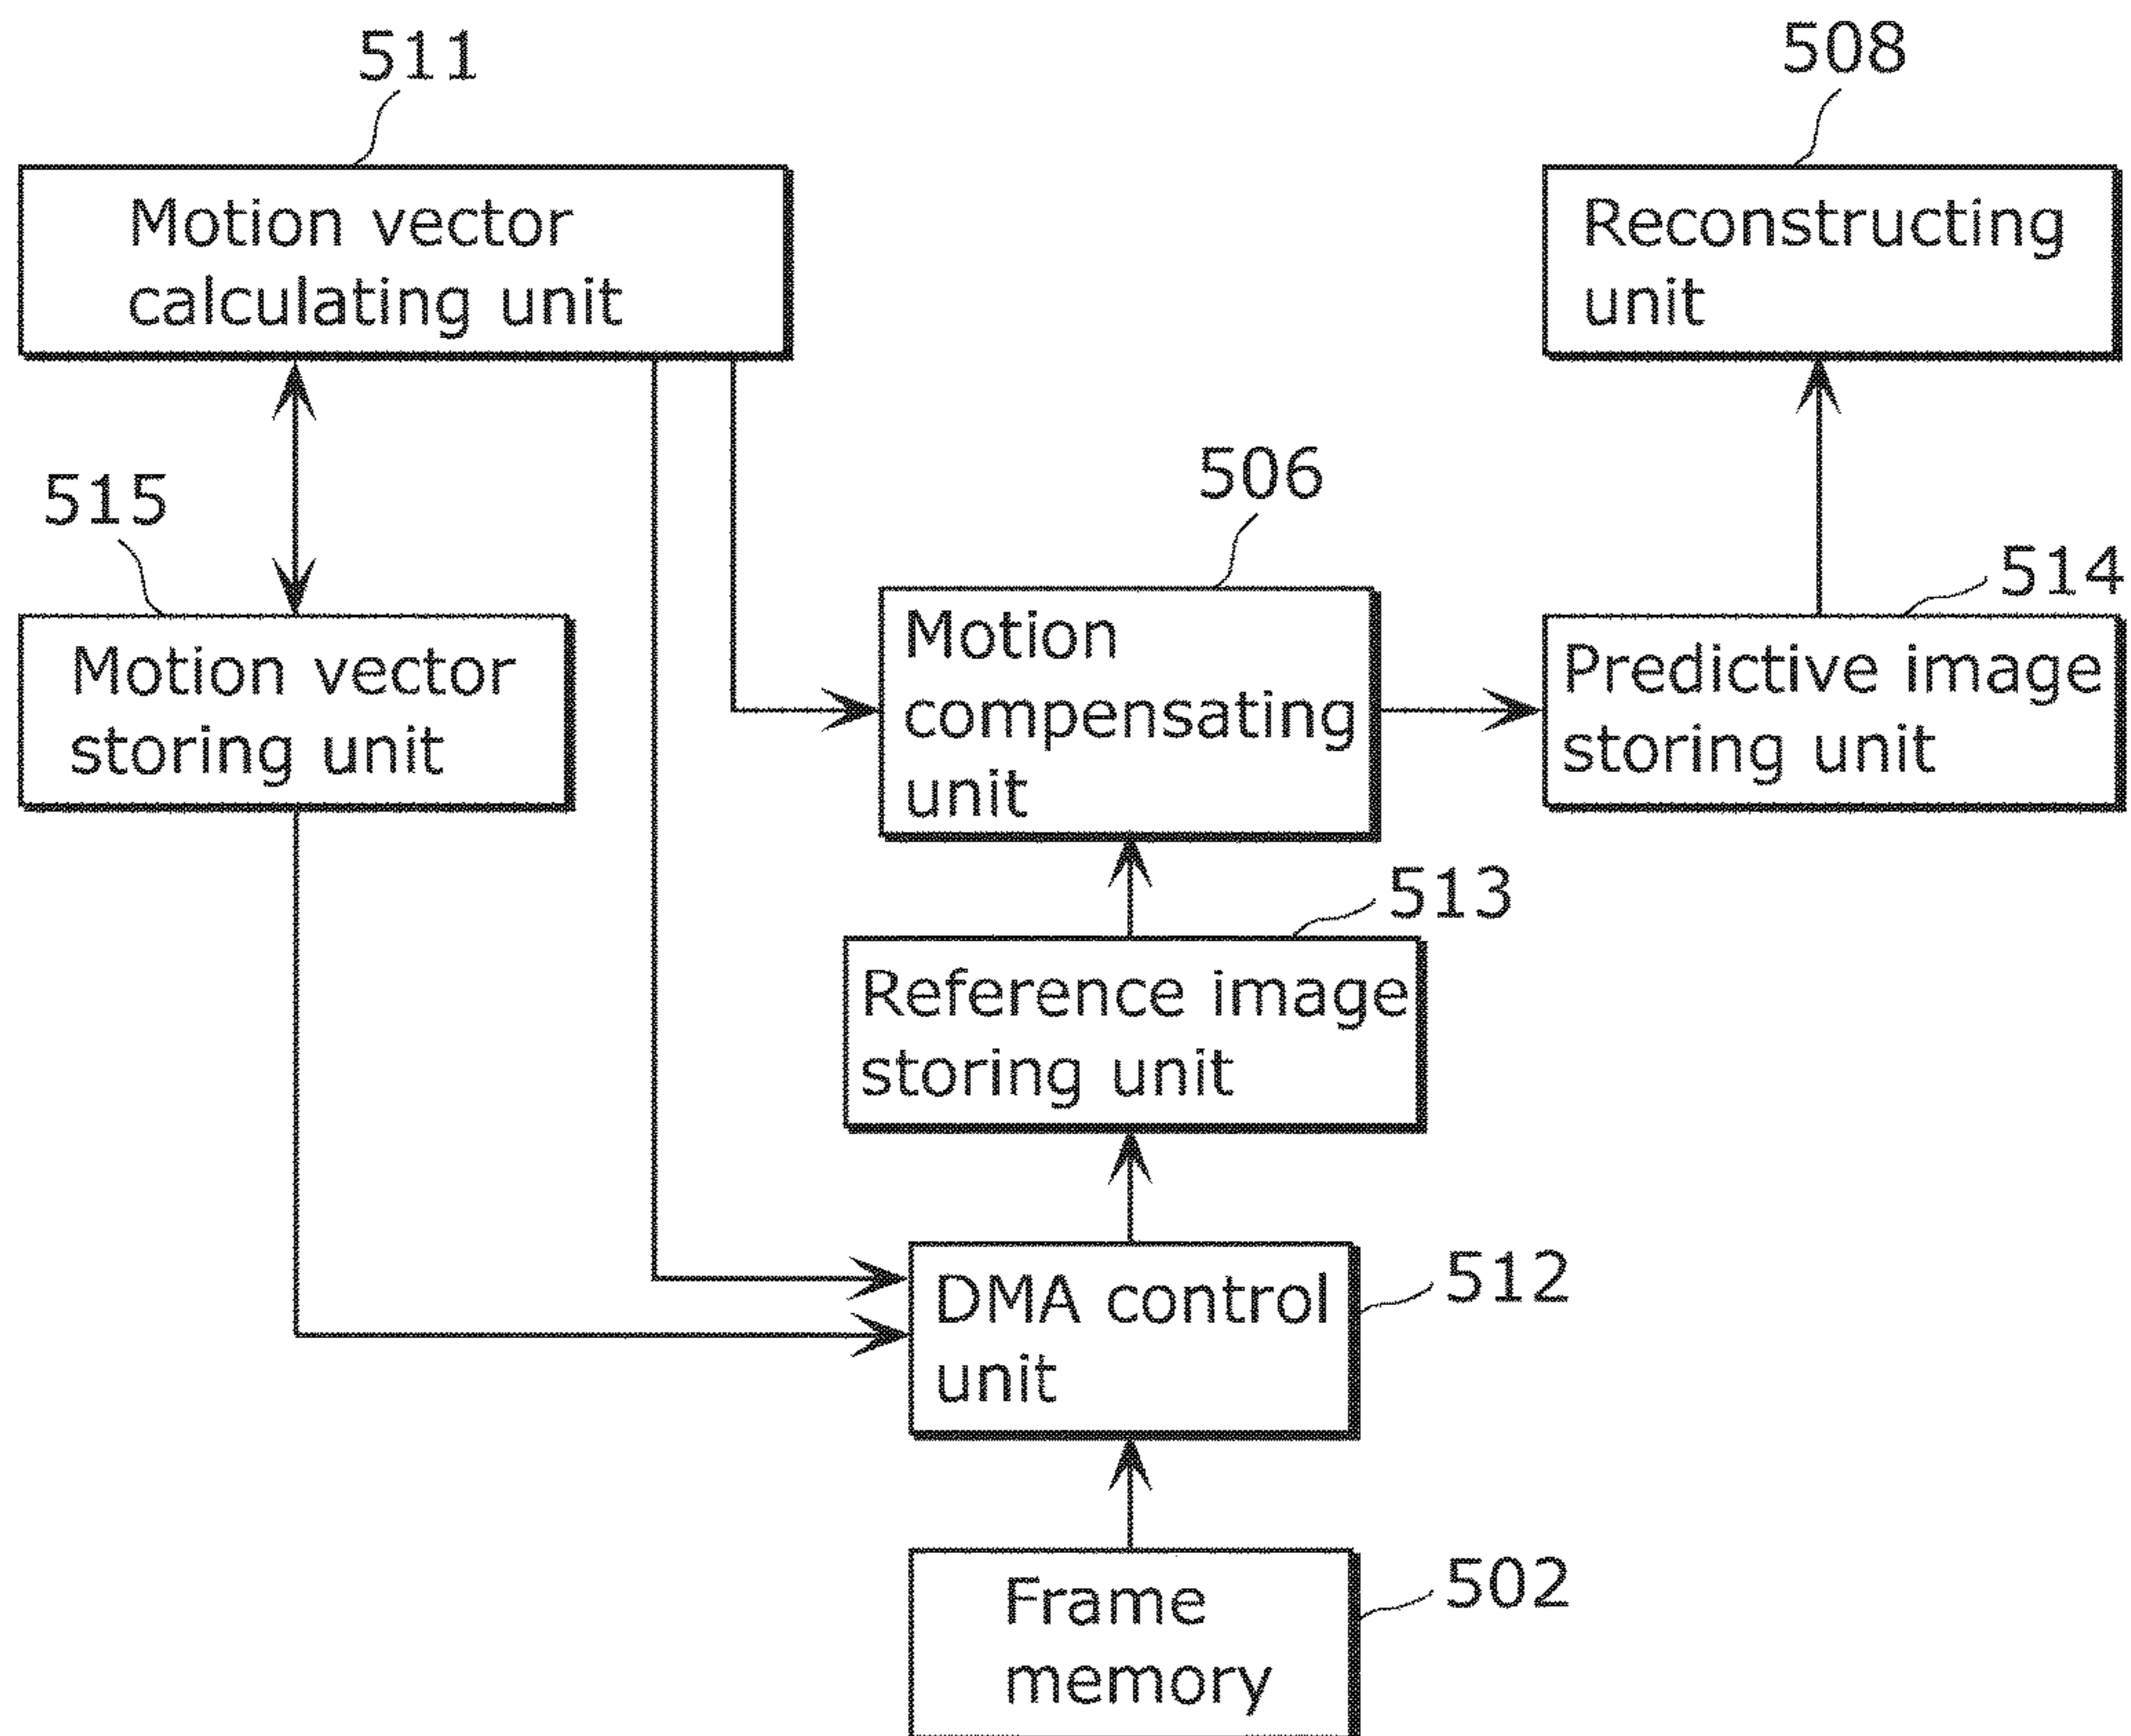 511
508
Motion vector
calculating unit
Reconstructing
unit
515
506
514
Motion vector
storing unit
Motion
compensating
unit
Predictive image
storing unit
513
Reference image
storing unit
DMA control
unit
512
Frame
memory
502